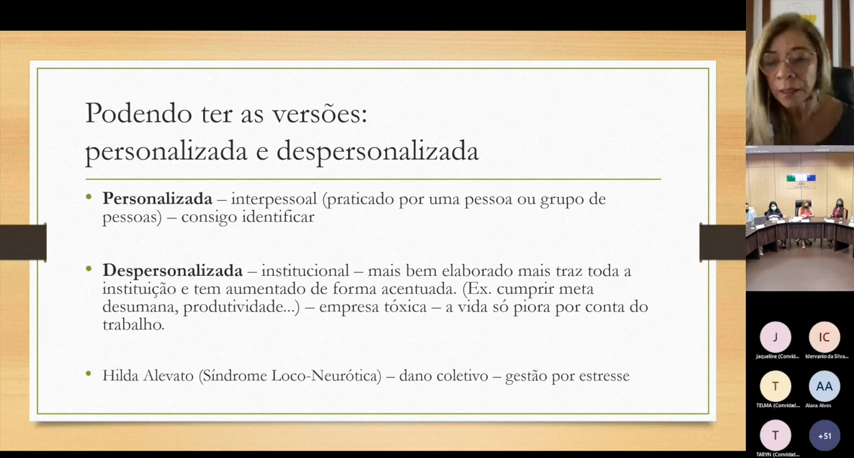 Podendo ter as versões:
personalizada e despersonalizada
• Personalizada – interpessoal (praticado por uma pessoa ou grupo de
pessoas) – consigo identificar
• Despersonalizada – institucional – mais bem elaborado mais traz toda a
instituição e tem aumentado de forma acentuada. (Ex. cumprir meta
desumana, produtividade...) – empresa tóxica – a vida só piora por conta do
trabalho.
• Hilda Alevato (Síndrome Loco-Neurótica) – dano coletivo – gestão por estresse
J
IC
Jaqueline (Convid...
Idervanio da Silva...
T
AA
TELMA (Convidad...
Alana Alves
T
+51
TARYN (Convidad...